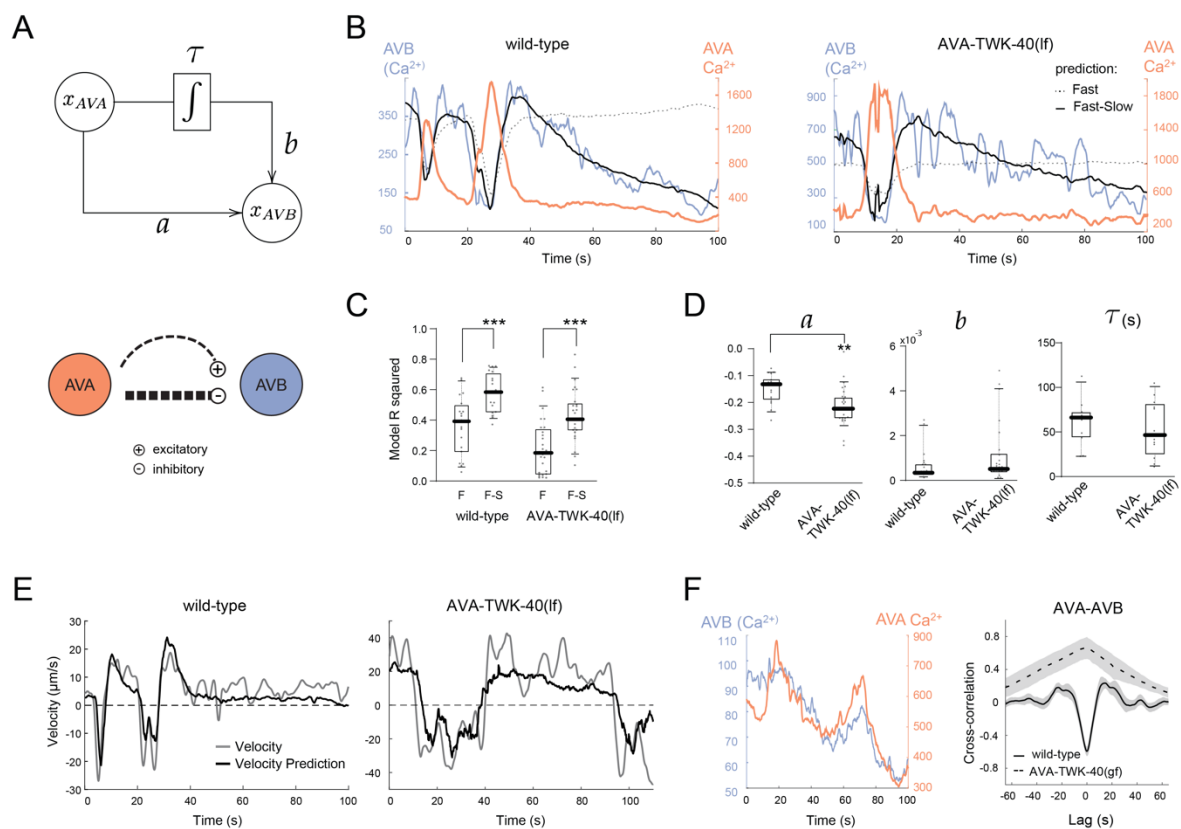 A
τ
x AVA
∫
b
a
x AVB
AVA
AVB
+
-
+ excitatory
- inhibitory
B
wild-type
AVB
(Ca2+)
AVA
Ca2+
350
270
150
50
1600
1200
800
400
0 20 40 60 80 100
Time (s)
AVA-TWK-40(lf)
AVB
(Ca2+)
AVA
Ca2+
prediction:
Fast
Fast-Slow
900
800
700
600
500
400
300
200
100
1800
1400
1000
600
200
0 20 40 60 80 100
Time (s)
C
Model R sqaured
1.0
0.8
0.6
0.4
0.2
0.0
*** ***
F F-S F F-S
wild-type AVA-TWK-40(lf)
D
a
**
0.0
-0.1
-0.2
-0.3
-0.4
-0.5
wild-type
AVA-
TWK-40(lf)
b
6 x10-3
4
2
0
wild-type
AVA-
TWK-40(lf)
τ (s)
150
100
50
0
wild-type
AVA-
TWK-40(lf)
E
wild-type
Velocity (μm/s)
30
20
10
0
-10
-20
-30
Velocity
Velocity Prediction
0 20 40 60 80 100
Time (s)
AVA-TWK-40(lf)
40
20
0
-20
-40
0 20 40 60 80 100
Time (s)
F
AVB (Ca2+) AVA Ca2+
110
100
90
80
70
60
50
900
800
700
600
500
400
300
0 20 40 60 80 100
Time (s)
AVA-AVB
Cross-correlation
0.8
0.4
0
-0.4
-0.8
wild-type
AVA-TWK-40(gf)
-60 -40 -20 0 20 40 60
Lag (s)